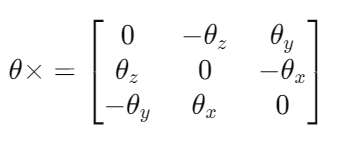 θ× = [ 0 −θ_z θ_y
θ_z 0 −θ_x
−θ_y θ_x 0 ]